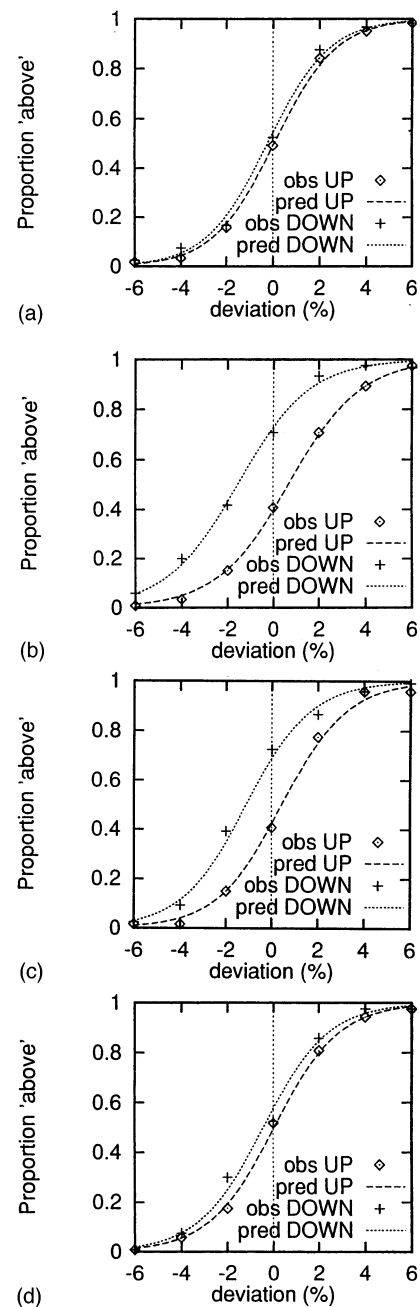 1
0.8
0.6
0.4
0.2
0
Proportion 'above'
obs UP
pred UP
obs DOWN
pred DOWN
-6 -4 -2 0 2 4 6
deviation (%)
(a)
1
0.8
0.6
0.4
0.2
0
Proportion 'above'
obs UP
pred UP
obs DOWN
pred DOWN
-6 -4 -2 0 2 4 6
deviation (%)
(b)
1
0.8
0.6
0.4
0.2
0
Proportion 'above'
obs UP
pred UP
obs DOWN
pred DOWN
-6 -4 -2 0 2 4 6
deviation (%)
(c)
1
0.8
0.6
0.4
0.2
0
Proportion 'above'
obs UP
pred UP
obs DOWN
pred DOWN
-6 -4 -2 0 2 4 6
deviation (%)
(d)